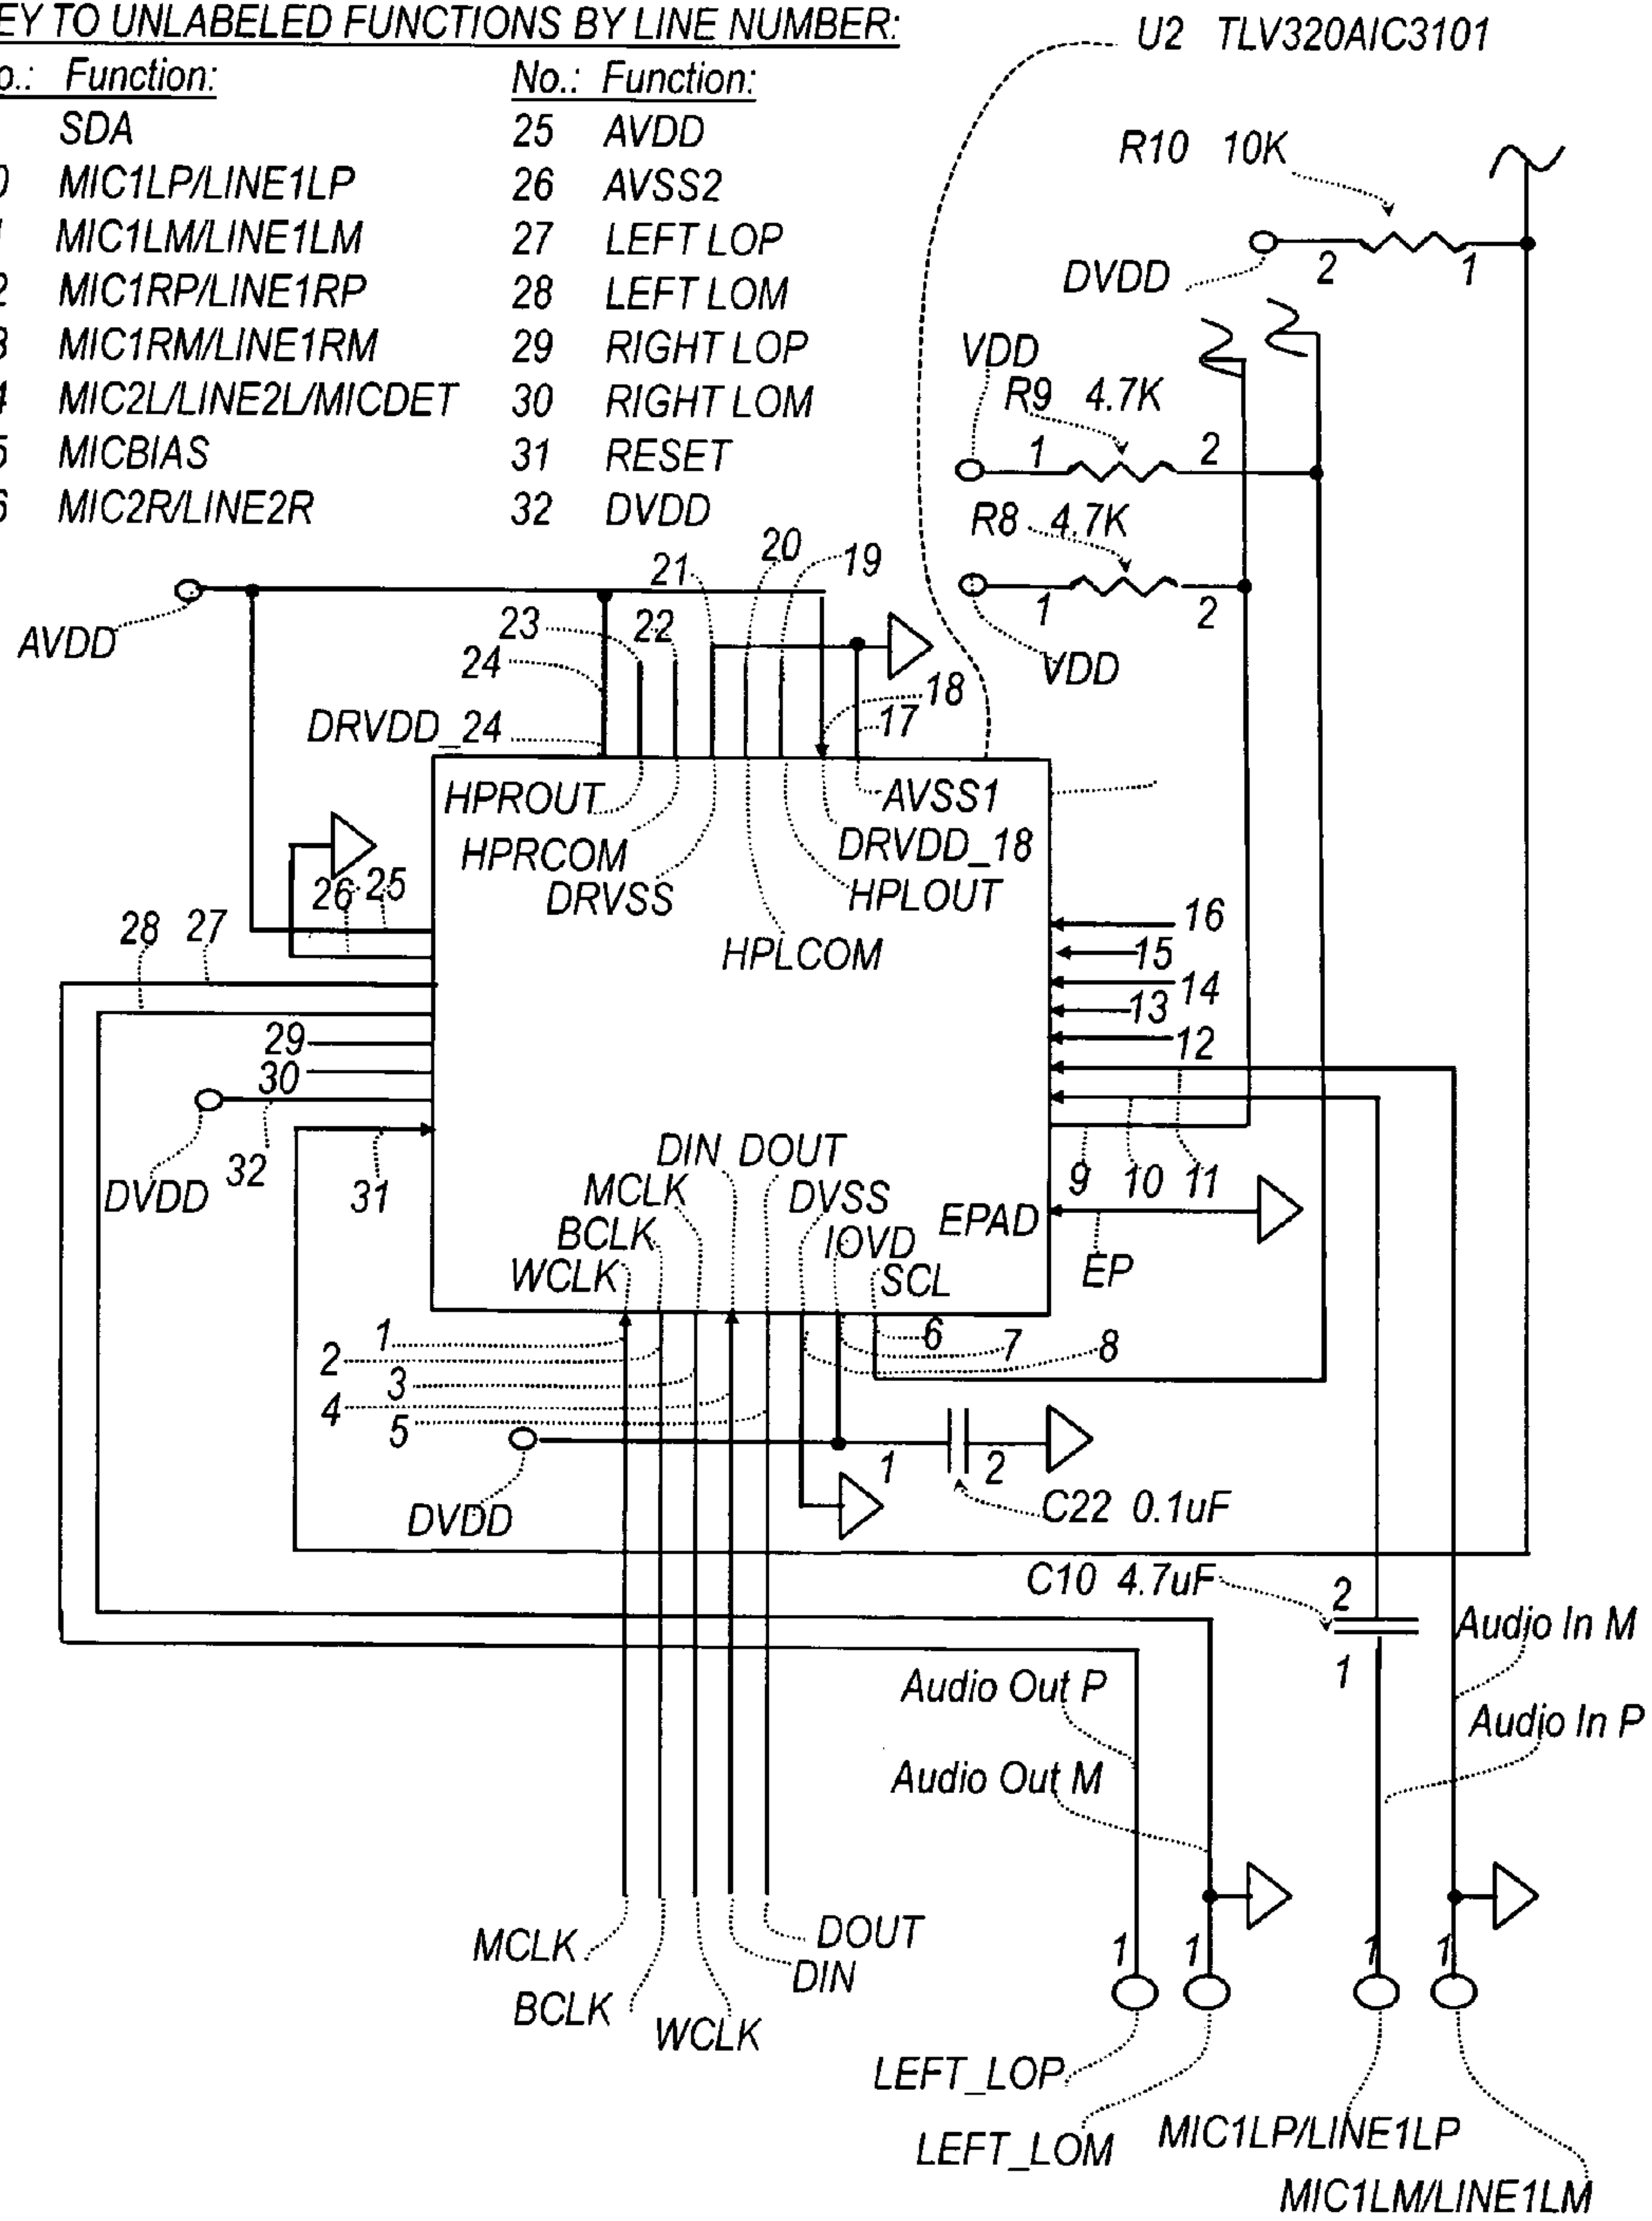 EY TO UNLABELED FUNCTIONS BY LINE NUMBER:
o.: Function:
SDA
0 MIC1LP/LINE1LP
MIC1LM/LINE1LM
2 MIC1RP/LINE1RP
3 MIC1RM/LINE1RM
4 MIC2L/LINE2L/MICDET
5 MICBIAS
6 MIC2R/LINE2R
No.: Function:
25 AVDD
26 AVSS2
27 LEFT LOP
28 LEFT LOM
29 RIGHT LOP
30 RIGHT LOM
31 RESET
32 DVDD
U2 TLV320AIC3101
R10 10K
DVDD 2 1
VDD
R9 4.7K
1 2
R8 4.7K
1 2
VDD
AVDD
21 20 19
23 22
24
18
17
DRVDD_24
HPROUT
AVSS1
HPRCOM
DRVDD_18
DRVSS
HPLOUT
HPLCOM
26 25
28 27
29
30
32
DVDD
31
16
15
14
13
12
9 10 11
DIN DOUT
MCLK
DVSS
BCLK
IOVD
WCLK
SCL
EPAD
EP
1
2
3
4
5
6
7
8
DVDD
1 2
C22 0.1uF
C10 4.7uF
2
1
Audio In M
Audio In P
Audio Out P
Audio Out M
MCLK
BCLK
WCLK
DIN
DOUT
1 1 1 1
LEFT_LOP
LEFT_LOM
MIC1LP/LINE1LP
MIC1LM/LINE1LM